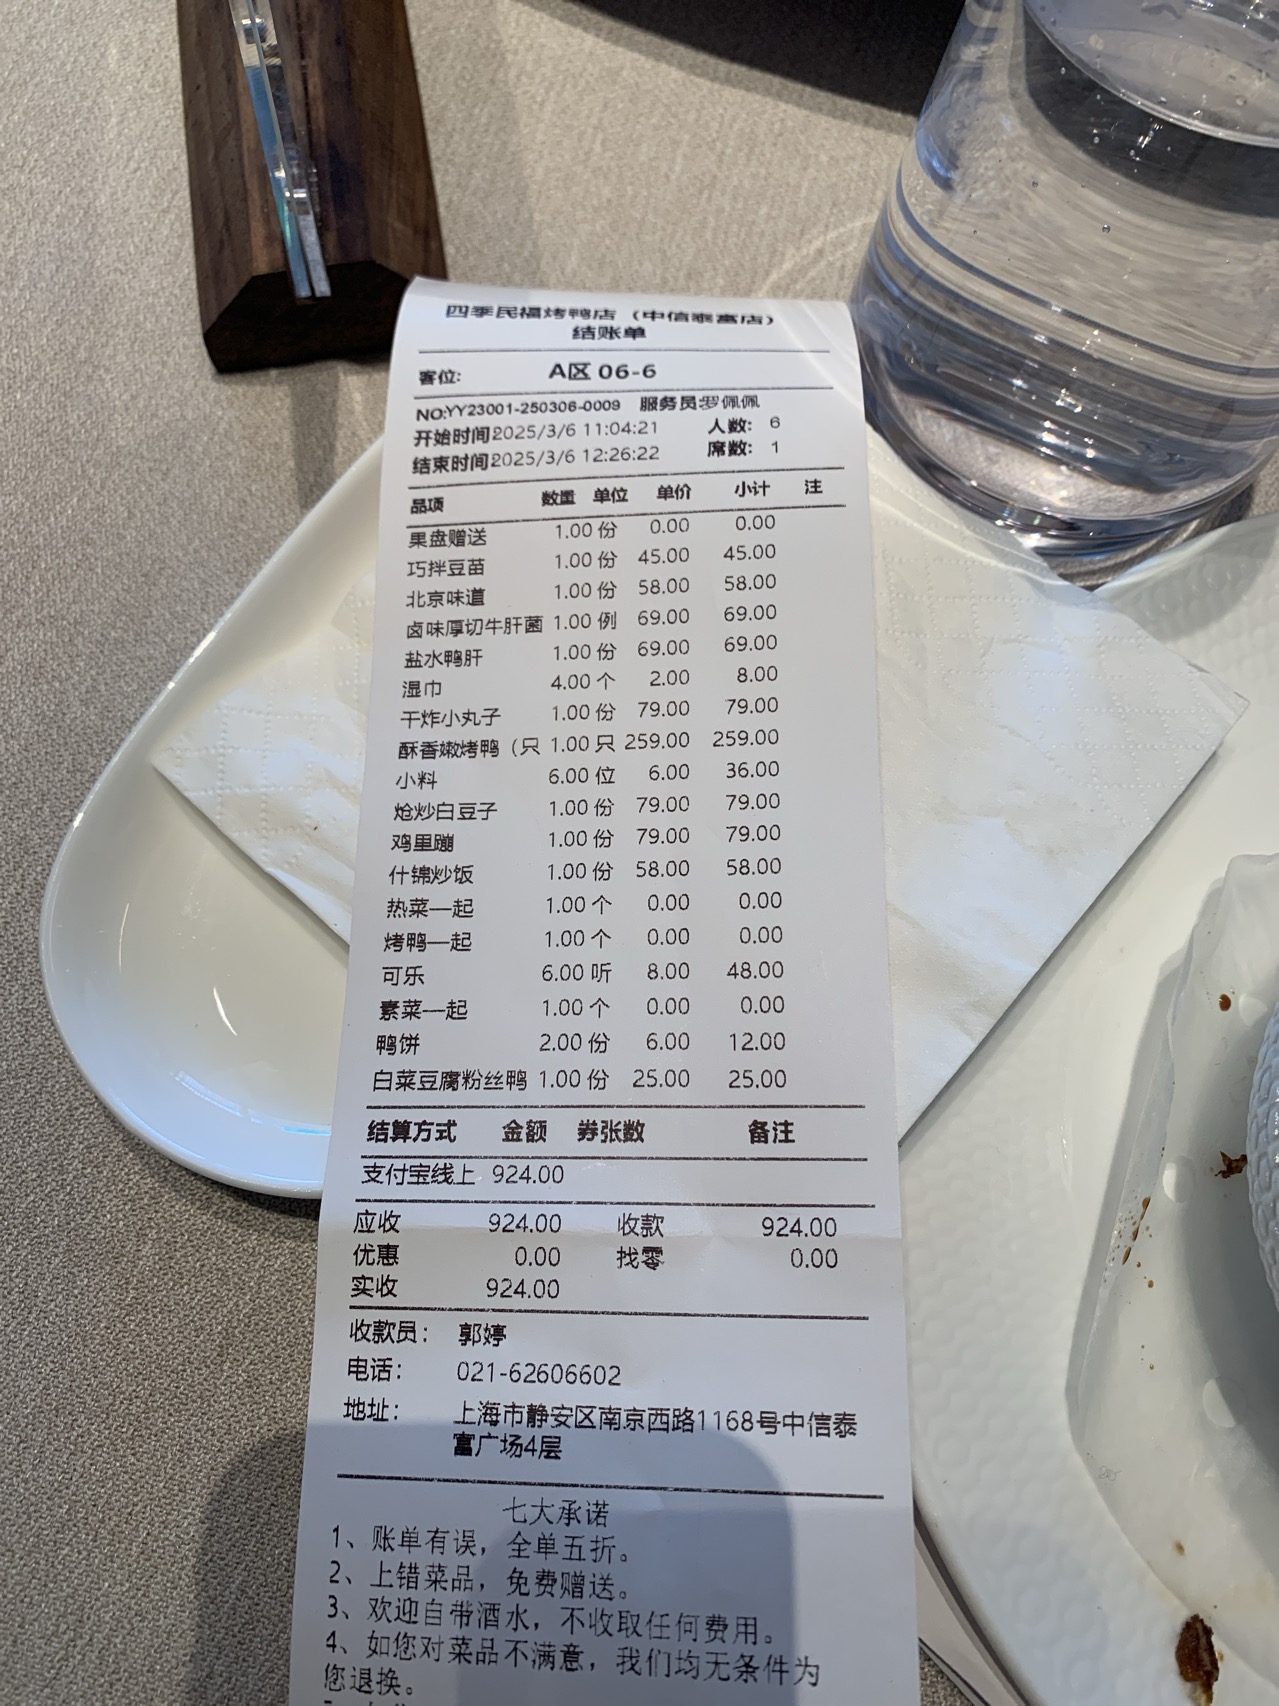 四季民福烤鸭店（中信泰富店）
结账单
客位: A区 06-6
NO:YY23001-250306-0009 服务员:罗佩佩
开始时间2025/3/6 11:04:21 人数: 6
结束时间2025/3/6 12:26:22 席数: 1
品项 数量 单位 单价 小计 注
果盘赠送 1.00 份 0.00 0.00
巧拌豆苗 1.00 份 45.00 45.00
北京味道 1.00 份 58.00 58.00
卤味厚切牛肝菌 1.00 例 69.00 69.00
盐水鸭肝 1.00 份 69.00 69.00
湿巾 4.00 个 2.00 8.00
干炸小丸子 1.00 份 79.00 79.00
酥香嫩烤鸭（只 1.00 只 259.00 259.00
小料 6.00 位 6.00 36.00
炝炒白豆子 1.00 份 79.00 79.00
鸡里蹦 1.00 份 79.00 79.00
什锦炒饭 1.00 份 58.00 58.00
热菜一起 1.00 个 0.00 0.00
烤鸭一起 1.00 个 0.00 0.00
可乐 6.00 听 8.00 48.00
素菜一起 1.00 个 0.00 0.00
鸭饼 2.00 份 6.00 12.00
白菜豆腐粉丝鸭 1.00 份 25.00 25.00
结算方式 金额 券张数 备注
支付宝线上 924.00
应收 924.00 收款 924.00
优惠 0.00 找零 0.00
实收 924.00
收款员： 郭婷
电话： 021-62606602
地址： 上海市静安区南京西路1168号中信泰
富广场4层
七大承诺
1、账单有误，全单五折。
2、上错菜品，免费赠送。
3、欢迎自带酒水，不收取任何费用。
4、如您对菜品不满意，我们均无条件为
您退换。